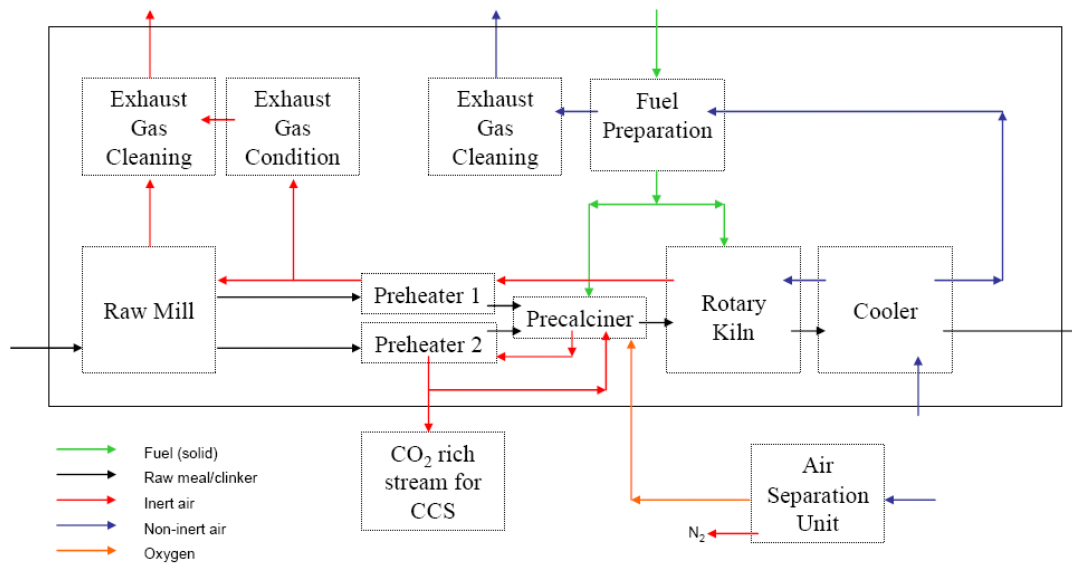 Exhaust
Gas
Cleaning
Exhaust
Gas
Condition
Exhaust
Gas
Cleaning
Fuel
Preparation
Raw Mill
Preheater 1
Preheater 2
Precalciner
Rotary
Kiln
Cooler
CO₂ rich
stream for
CCS
Air
Separation
Unit
N₂
Fuel (solid)
Raw meal/clinker
Inert air
Non-inert air
Oxygen